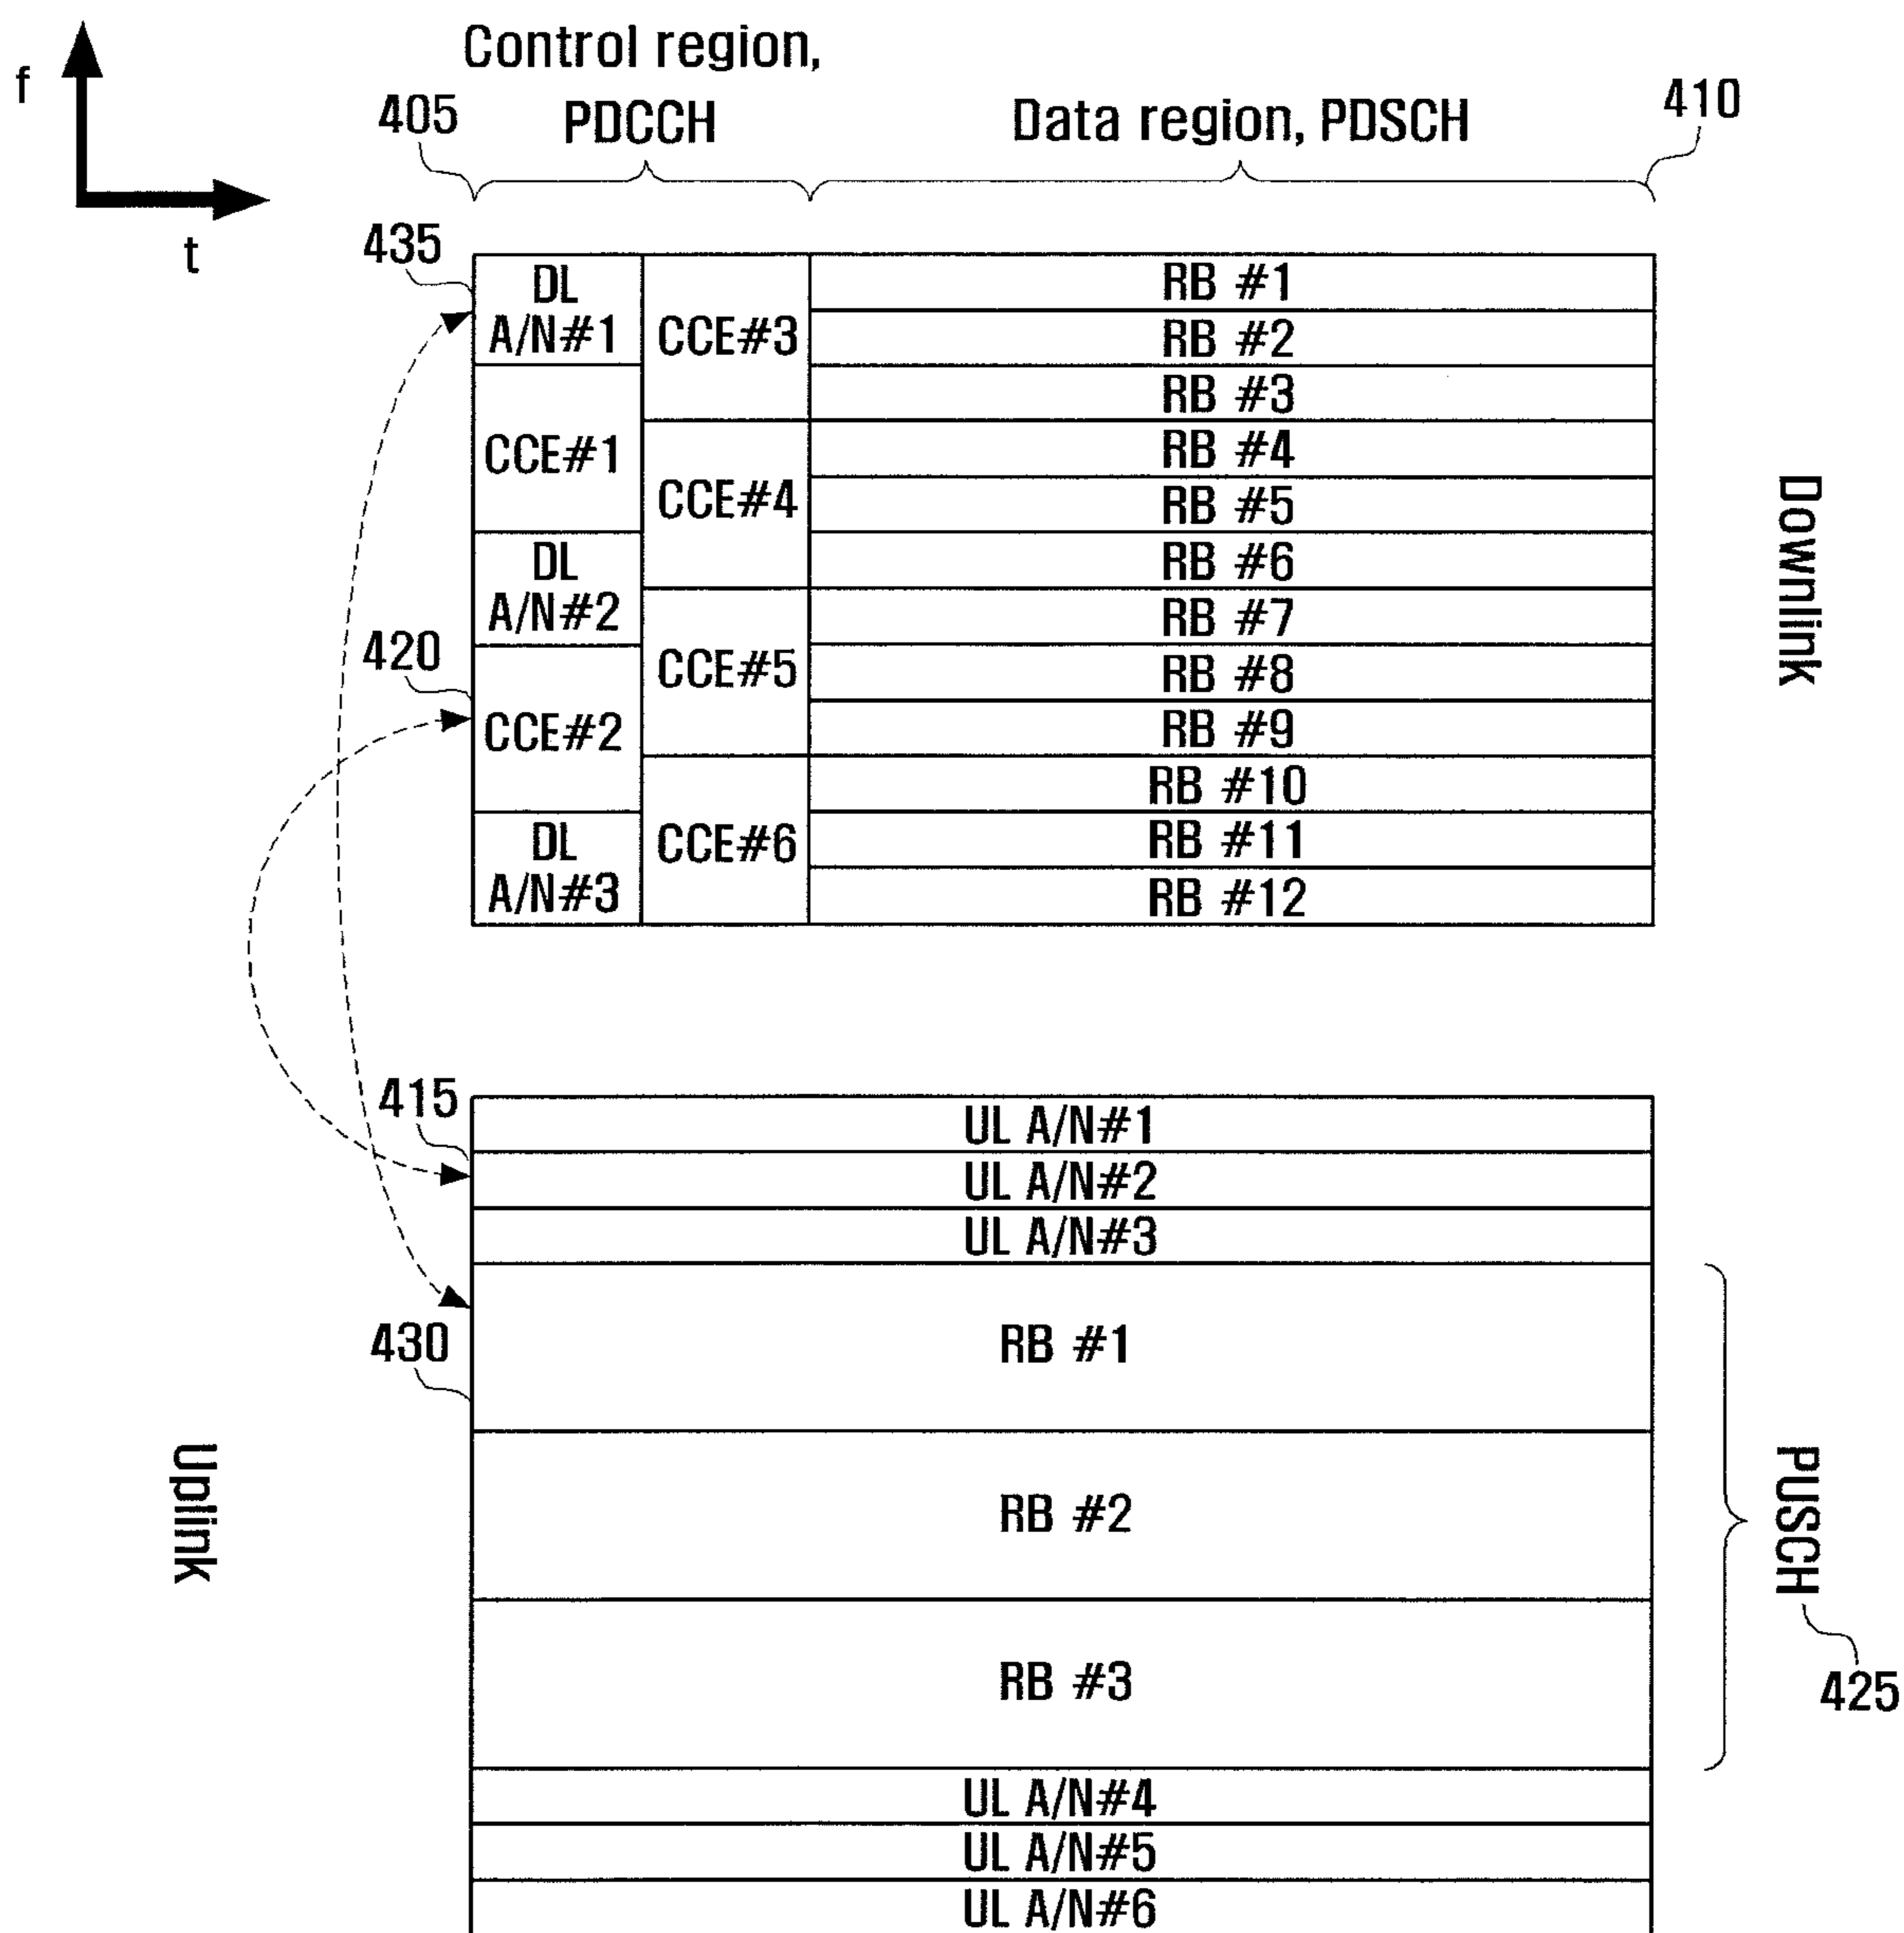 Control region,
PDCCH
Data region, PDSCH
f
t
405
410
435
DL
A/N#1
CCE#1
DL
A/N#2
420
CCE#2
DL
A/N#3
CCE#3
CCE#4
CCE#5
CCE#6
RB #1
RB #2
RB #3
RB #4
RB #5
RB #6
RB #7
RB #8
RB #9
RB #10
RB #11
RB #12
Downlink
415
UL A/N#1
UL A/N#2
UL A/N#3
430
RB #1
RB #2
RB #3
UL A/N#4
UL A/N#5
UL A/N#6
Uplink
PUSCH
425